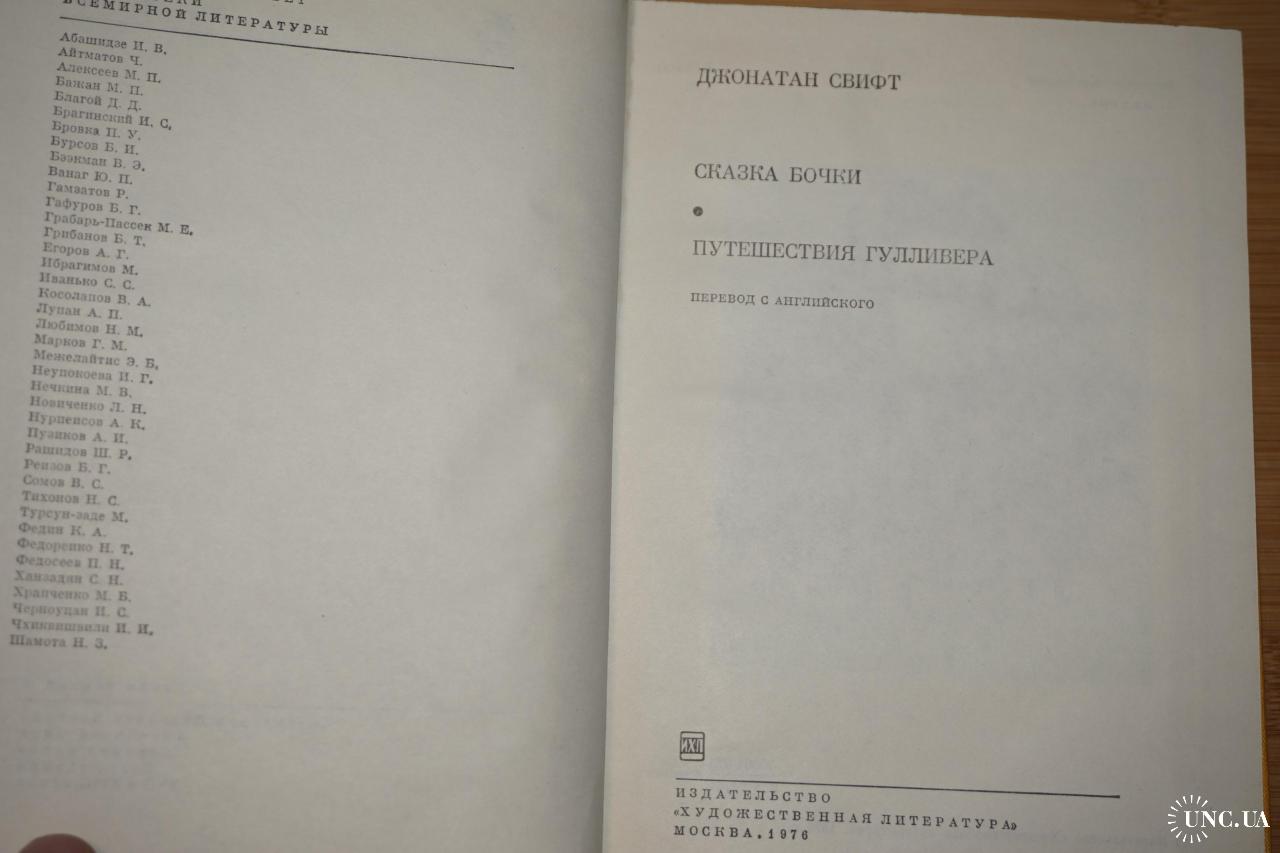 ВСЕМИРНОЙ ЛИТЕРАТУРЫ
Абашидзе И. В.
Айтматов Ч.
Алексеев М. П.
Бажан М. П.
Благой Д. Д.
Брагинский И. С.
Бровка П. У.
Бурсов Б. И.
Бээкман В. Э.
Ванаг Ю. П.
Гамзатов Р.
Гафуров Б. Г.
Грабарь-Пассек М. Е.
Грибанов Б. Т.
Егоров А. Г.
Ибрагимов М.
Иванько С. С.
Косолапов В. А.
Лупан А. П.
Любимов Н. М.
Марков Г. М.
Межелайтис Э. Б.
Неупокоева И. Г.
Нечкина М. В.
Новиченко Л. Н.
Нурпеисов А. К.
Пузиков А. И.
Рашидов Ш. Р.
Реизов Б. Г.
Сомов В. С.
Тихонов Н. С.
Турсун-заде М.
Федин К. А.
Федоренко Н. Т.
Федосеев П. Н.
Ханзадян С. Н.
Храпченко М. Б.
Черноуцан И. С.
Чхиквишвили И. И.
Шамота Н. З.
ДЖОНАТАН СВИФТ
СКАЗКА БОЧКИ
ПУТЕШЕСТВИЯ ГУЛЛИВЕРА
ПЕРЕВОД С АНГЛИЙСКОГО
ИХЛ
ИЗДАТЕЛЬСТВО
«ХУДОЖЕСТВЕННАЯ ЛИТЕРАТУРА»
МОСКВА. 1976
UNC.UA